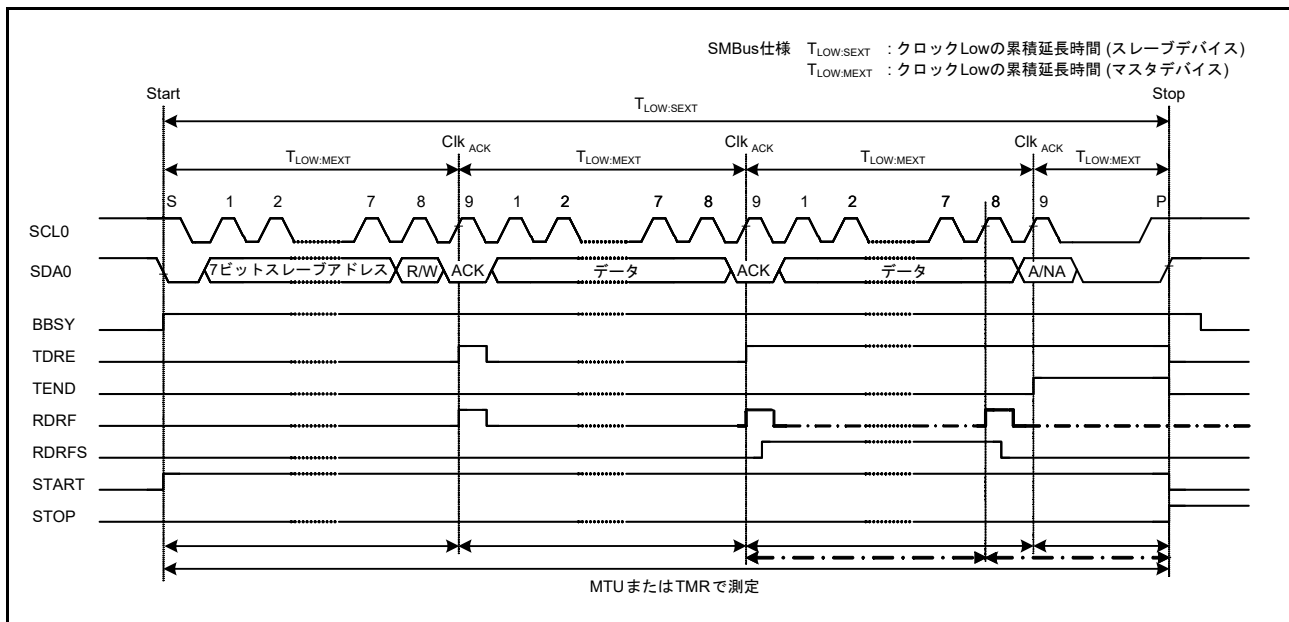 SMBus仕様 TLOW:SEXT : クロックLowの累積延長時間 (スレーブデバイス)
TLOW:MEXT : クロックLowの累積延長時間 (マスタデバイス)
Start Stop
TLOW:SEXT
ClkACK ClkACK ClkACK
TLOW:MEXT TLOW:MEXT TLOW:MEXT TLOW:MEXT
S 1 2 7 8 9 1 2 7 8 9 1 2 7 8 9 P
SCL0
SDA0 7ビットスレーブアドレス R/W ACK データ ACK データ A/NA
BBSY
TDRE
TEND
RDRF
RDRFS
START
STOP
MTUまたはTMRで測定